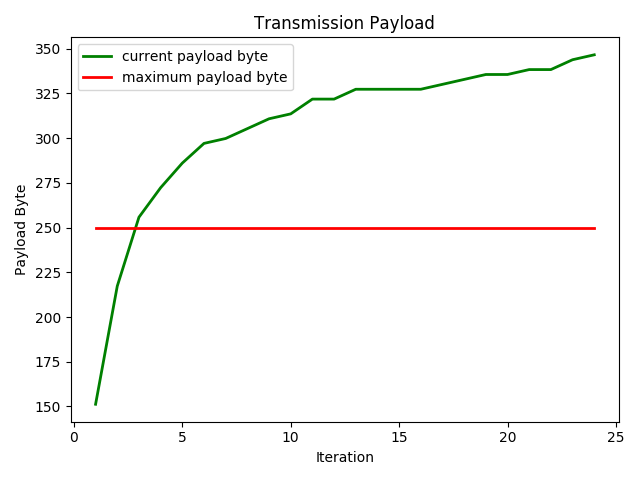 Transmission Payload
current payload byte
maximum payload byte
350
325
300
275
250
225
200
175
150
Payload Byte
0 5 10 15 20 25
Iteration